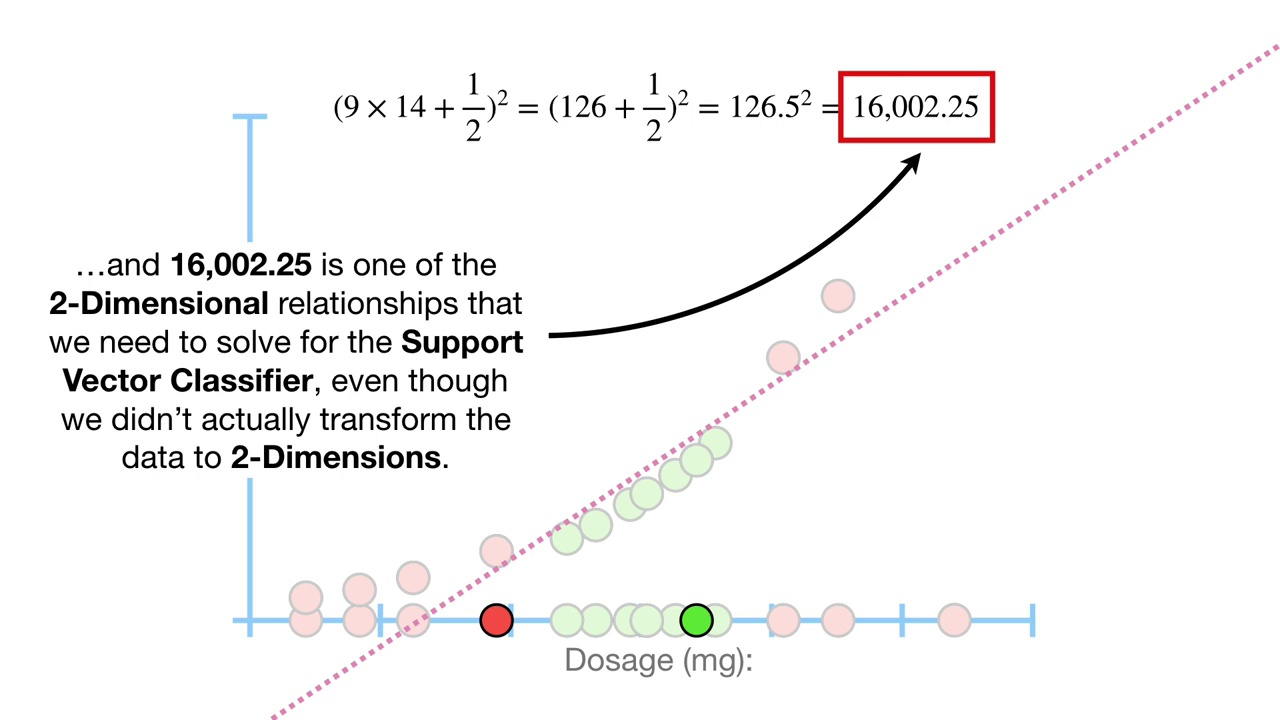 (9 × 14 + 1/2)² = (126 + 1/2)² = 126.5² = 16,002.25
…and 16,002.25 is one of the
2-Dimensional relationships that
we need to solve for the Support
Vector Classifier, even though
we didn’t actually transform the
data to 2-Dimensions.
Dosage (mg):